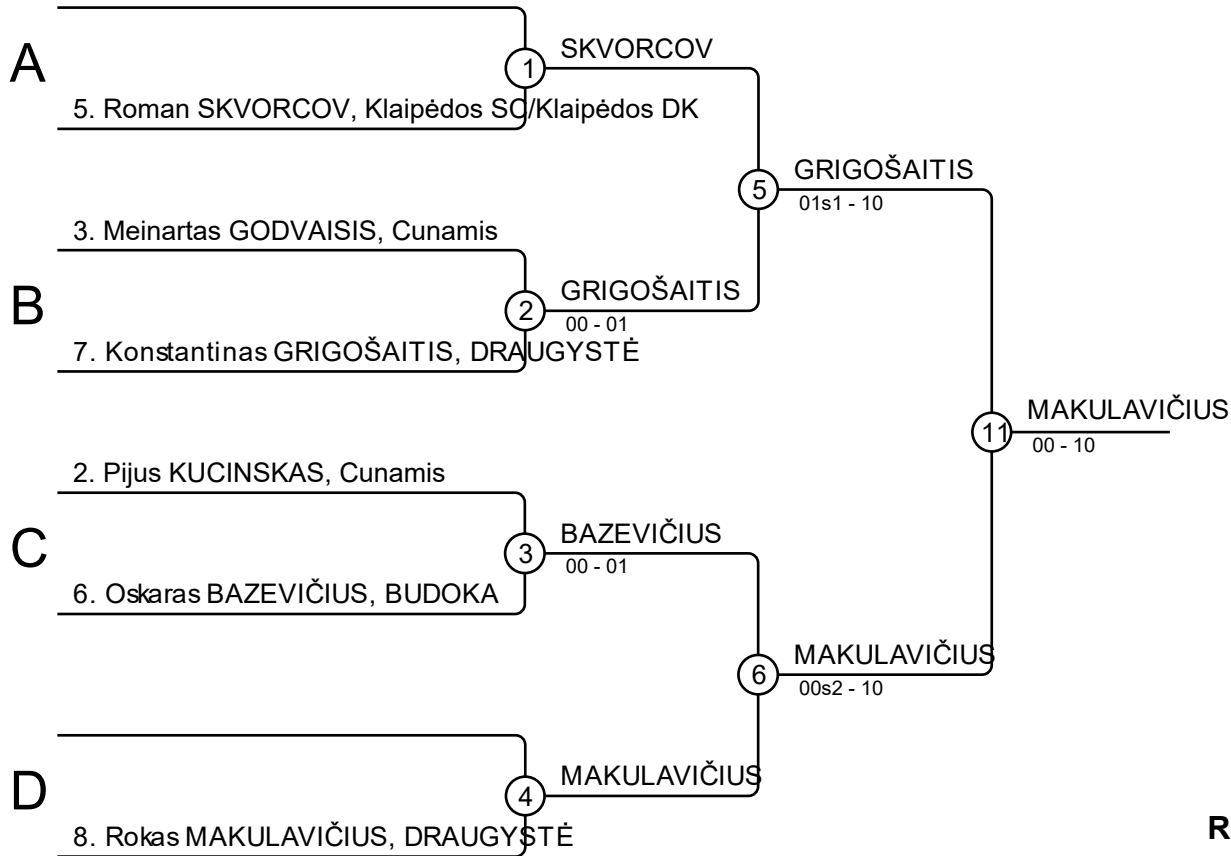 A
1
SKVORCOV
5. Roman SKVORCOV, Klaipėdos SC/Klaipėdos DK
5
GRIGOŠAITIS
01s1 - 10
3. Meinartas GODVAISIS, Cunamis
B
2
GRIGOŠAITIS
00 - 01
7. Konstantinas GRIGOŠAITIS, DRAUGYSTĖ
11
MAKULAVIČIUS
00 - 10
2. Pijus KUCINSKAS, Cunamis
C
3
BAZEVIČIUS
00 - 01
6. Oskaras BAZEVIČIUS, BUDOKA
6
MAKULAVIČIUS
00s2 - 10
D
4
MAKULAVIČIUS
8. Rokas MAKULAVIČIUS, DRAUGYSTĖ
R